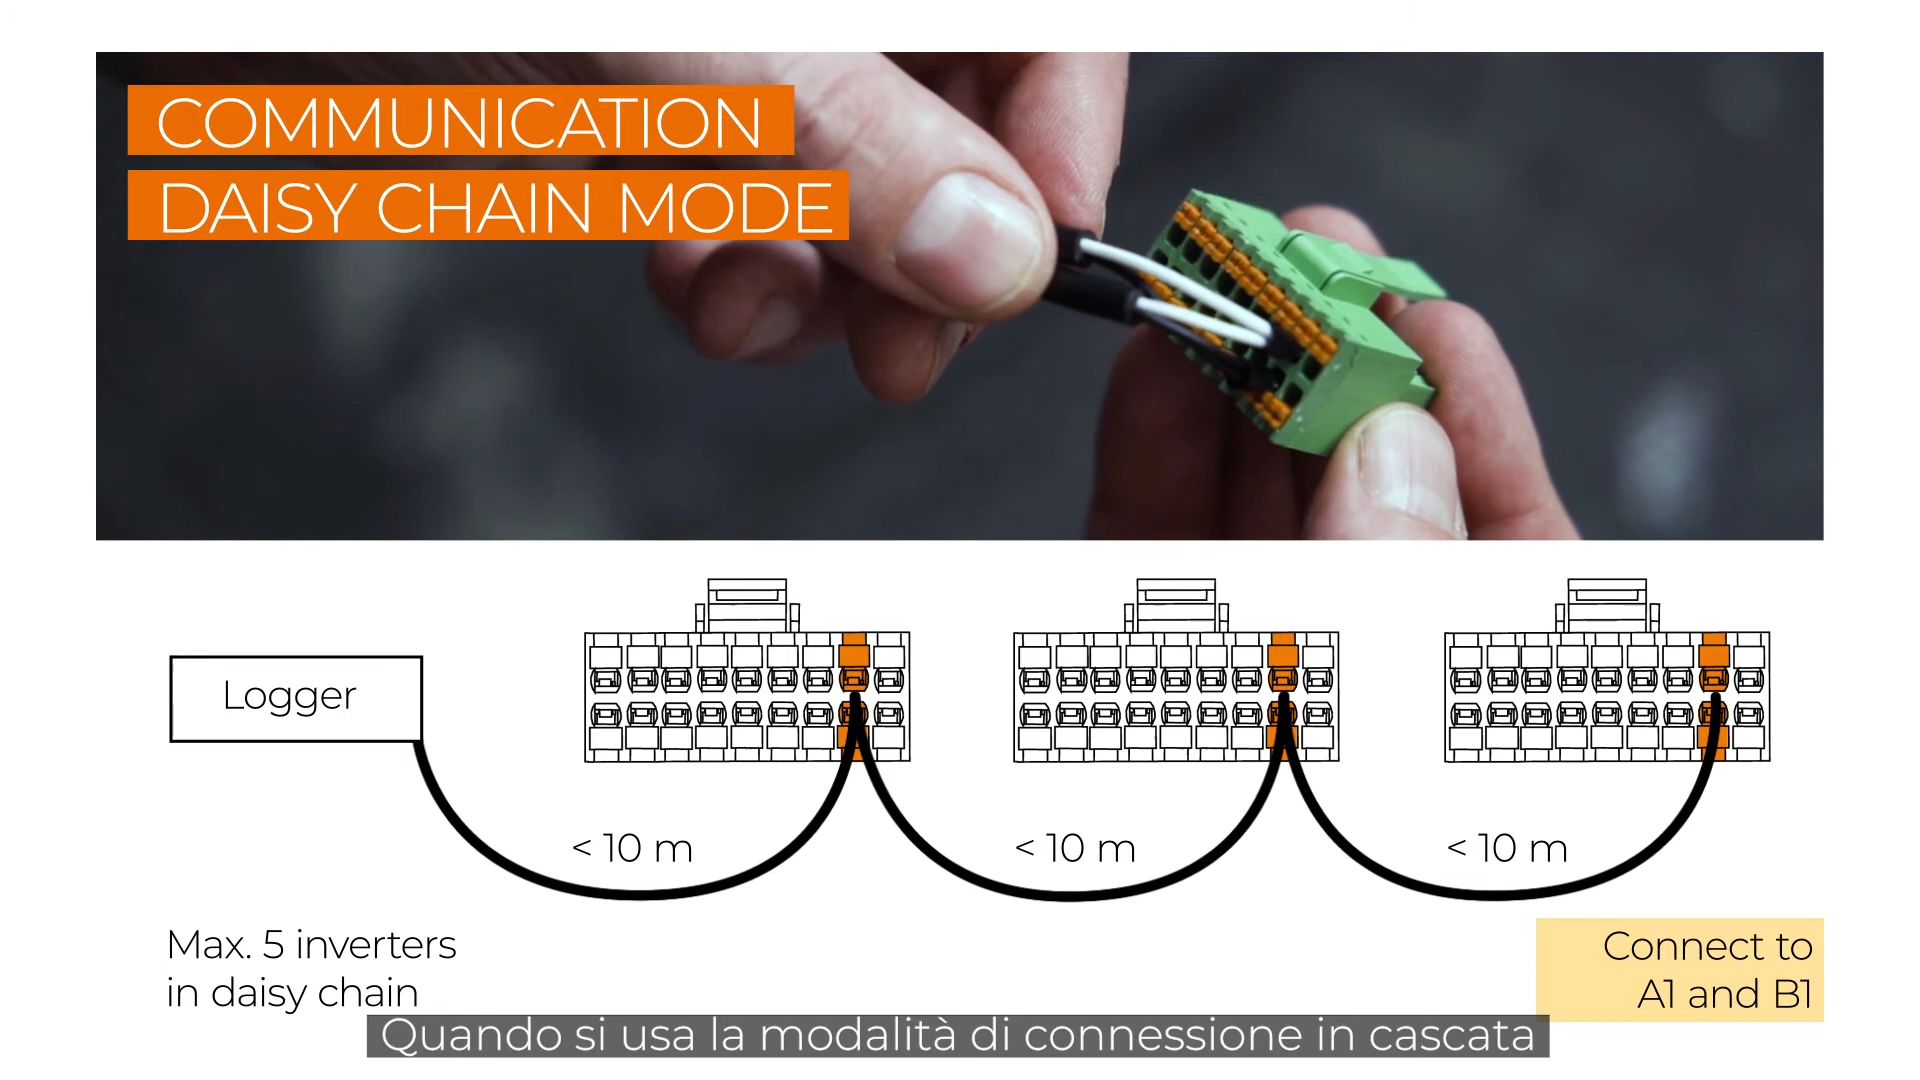 COMMUNICATION
DAISY CHAIN MODE
Logger
< 10 m
< 10 m
< 10 m
Max. 5 inverters
in daisy chain
Connect to
A1 and B1
Quando si usa la modalità di connessione in cascata